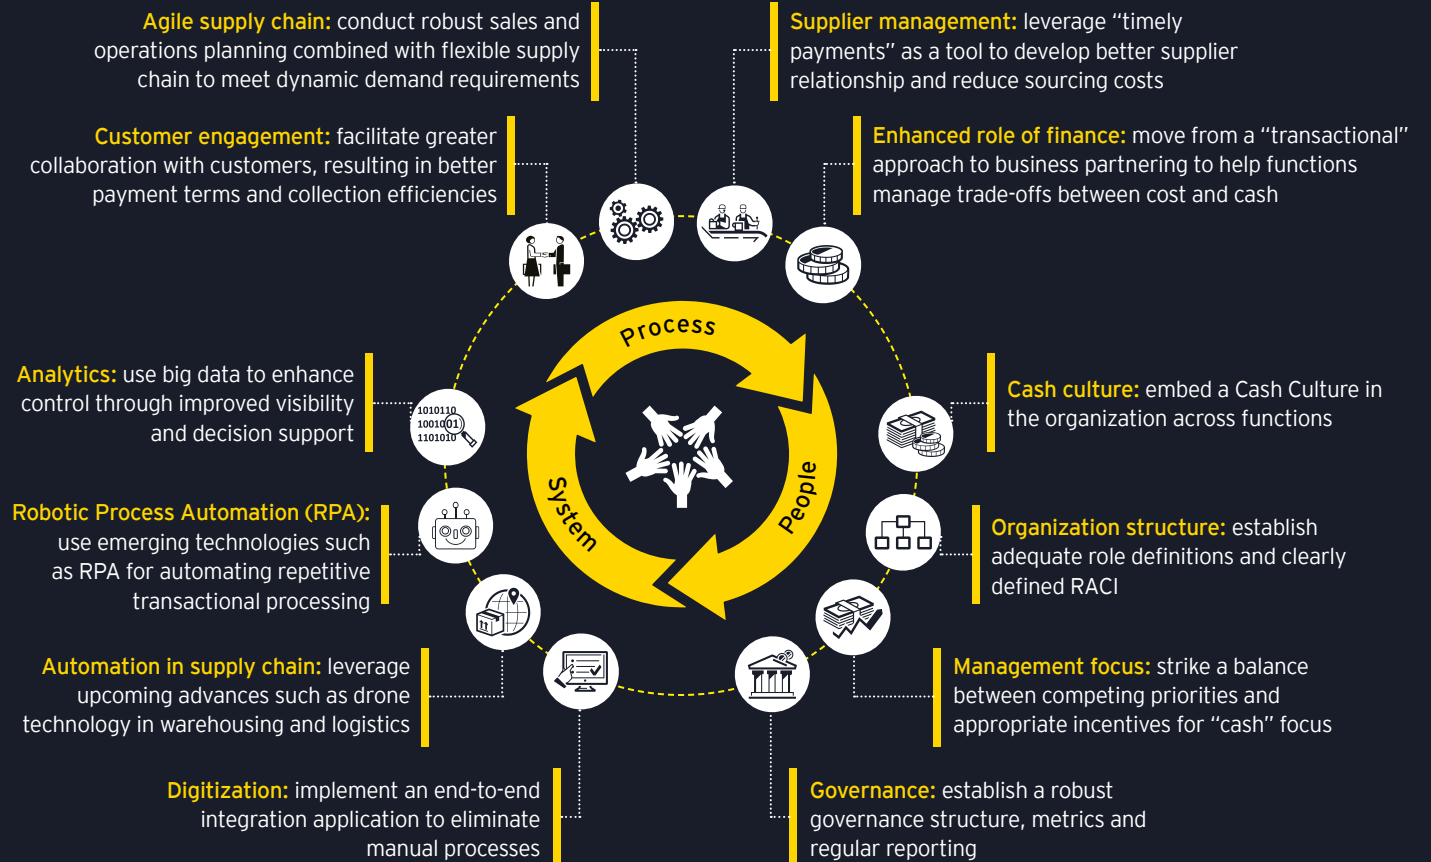 Agile supply chain: conduct robust sales and
operations planning combined with flexible supply
chain to meet dynamic demand requirements
Supplier management: leverage “timely
payments” as a tool to develop better supplier
relationship and reduce sourcing costs
Customer engagement: facilitate greater
collaboration with customers, resulting in better
payment terms and collection efficiencies
Enhanced role of finance: move from a “transactional”
approach to business partnering to help functions
manage trade-offs between cost and cash
Process
People
System
Analytics: use big data to enhance
control through improved visibility
and decision support
1010110
1001001
1101010
Cash culture: embed a Cash Culture in
the organization across functions
Robotic Process Automation (RPA):
use emerging technologies such
as RPA for automating repetitive
transactional processing
Organization structure: establish
adequate role definitions and clearly
defined RACI
Automation in supply chain: leverage
upcoming advances such as drone
technology in warehousing and logistics
Management focus: strike a balance
between competing priorities and
appropriate incentives for “cash” focus
Digitization: implement an end-to-end
integration application to eliminate
manual processes
Governance: establish a robust
governance structure, metrics and
regular reporting